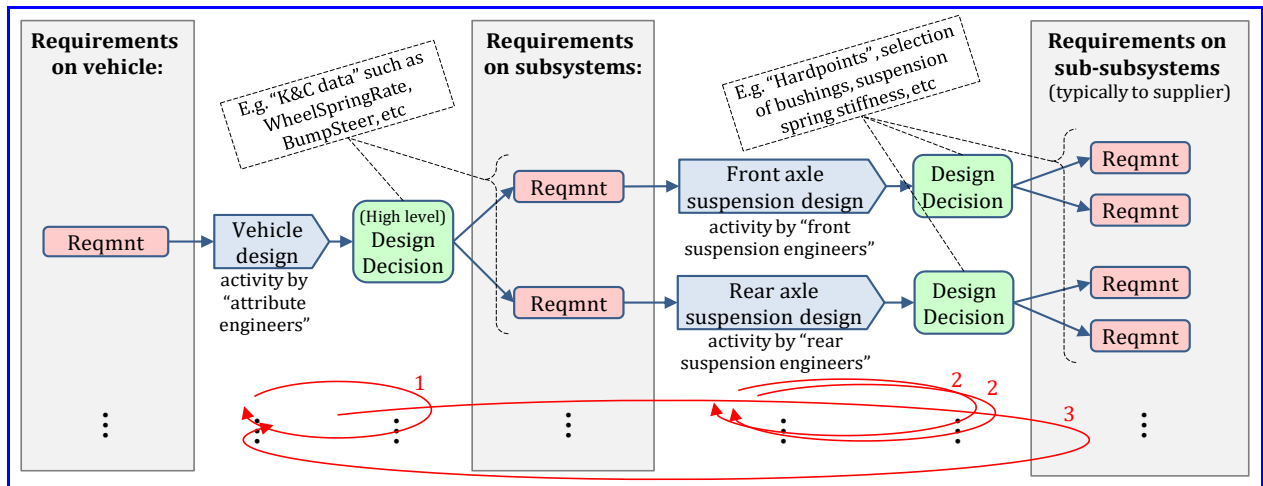 Requirements
on vehicle:
E.g. “K&C data” such as
WheelSpringRate,
BumpSteer, etc
Requirements
on subsystems:
E.g. “Hardpoints”, selection
of bushings, suspension
spring stiffness, etc
Requirements on
sub-subsystems
(typically to supplier)
Reqmnt
Vehicle
design
activity by
“attribute
engineers”
(High level)
Design
Decision
Reqmnt
Reqmnt
Front axle
suspension design
activity by “front
suspension engineers”
Design
Decision
Reqmnt
Reqmnt
Rear axle
suspension design
activity by “rear
suspension engineers”
Design
Decision
Reqmnt
Reqmnt
1
2
2
3